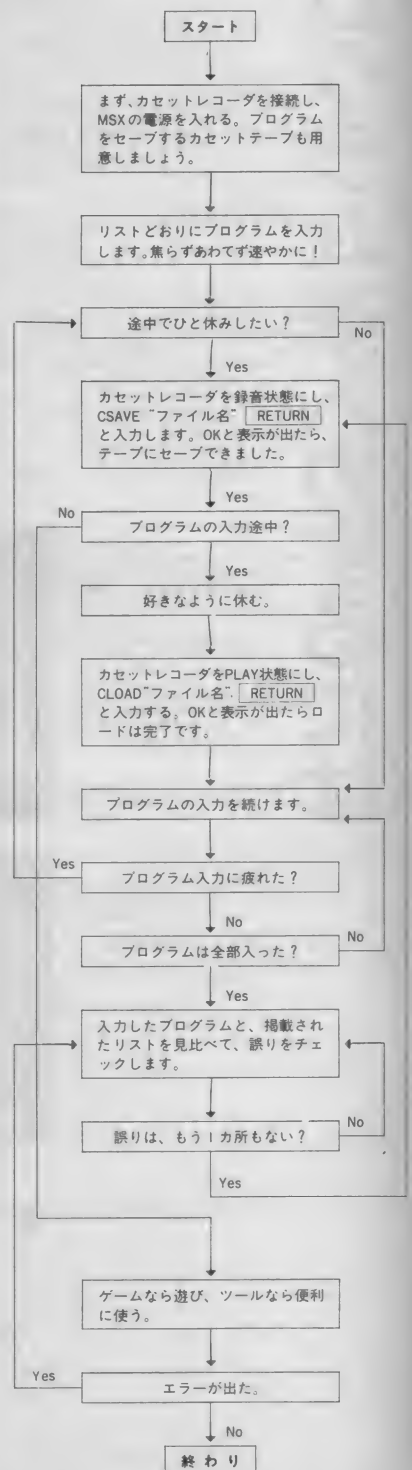 スタート
まず、カセットレコーダを接続し、
MSXの電源を入れる。プログラム
をセーブするカセットテープも用
意しましょう。
リストどおりにプログラムを入力
します。焦らずあわてず速やかに！
途中でひと休みしたい？
No
Yes
カセットレコーダを録音状態にし、
CSAVE "ファイル名" RETURN
と入力します。OKと表示が出たら、
テープにセーブできました。
Yes
No
プログラムの入力途中？
Yes
好きなように休む。
カセットレコーダをPLAY状態にし、
CLOAD"ファイル名". RETURN
と入力する。OKと表示が出たらロ
ードは完了です。
プログラムの入力を続けます。
Yes
プログラム入力に疲れた？
No
プログラムは全部入った？
No
Yes
入力したプログラムと、掲載され
たリストを見比べて、誤りをチェ
ックします。
誤りは、もう1カ所もない？
No
Yes
ゲームなら遊び、ツールなら便利
に使う。
Yes
エラーが出た。
No
終わり